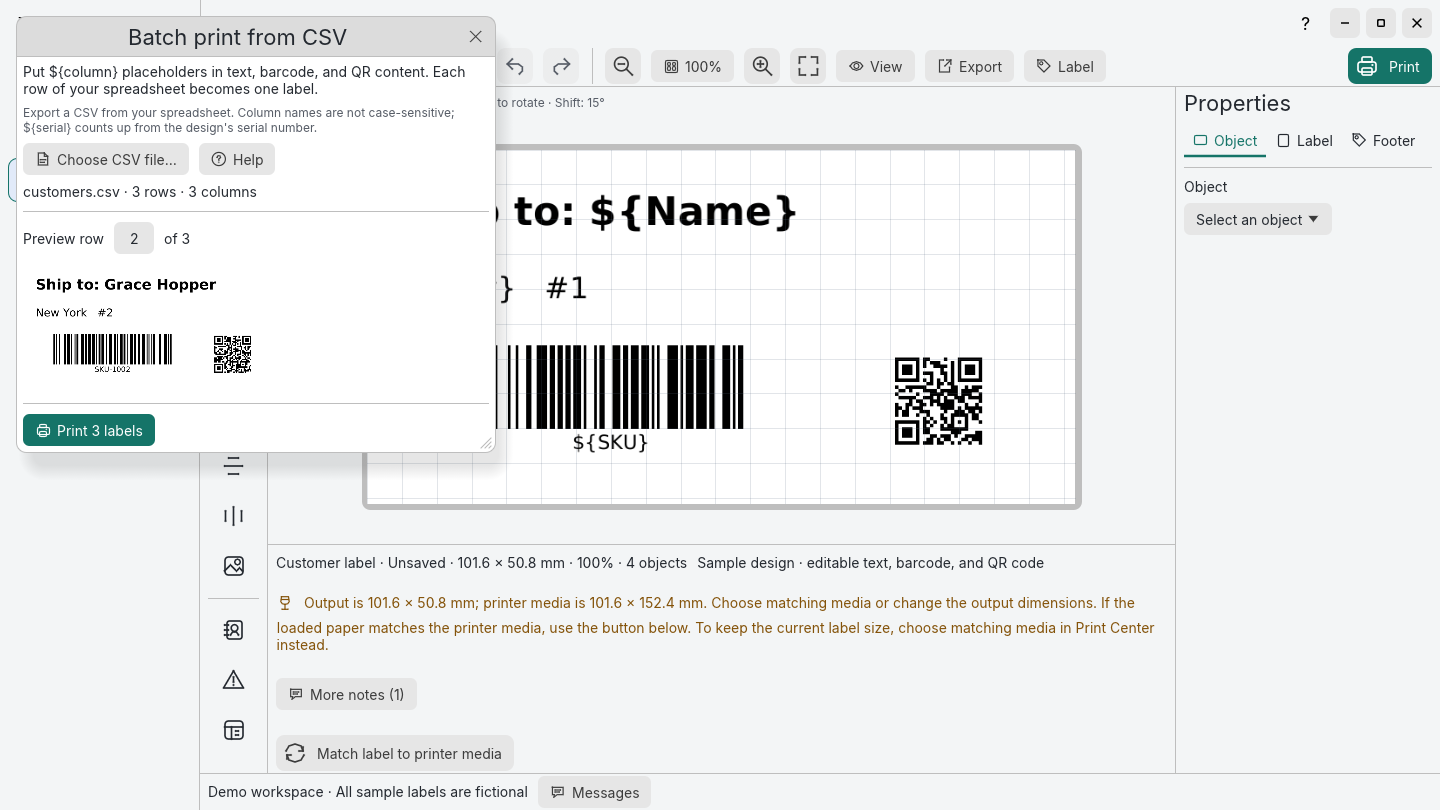 Batch print from CSV
Put ${column} placeholders in text, barcode, and QR content. Each
row of your spreadsheet becomes one label.
Export a CSV from your spreadsheet. Column names are not case-sensitive;
${serial} counts up from the design's serial number.
Choose CSV file...
Help
customers.csv · 3 rows · 3 columns
Preview row 2 of 3
Ship to: Grace Hopper
New York #2
SKU-1002
Print 3 labels
?
100%
View
Export
Label
Print
to rotate · Shift: 15°
to: ${Name}
} #1
${SKU}
Properties
Object
Label
Footer
Object
Select an object
Customer label · Unsaved · 101.6 × 50.8 mm · 100% · 4 objects Sample design · editable text, barcode, and QR code
Output is 101.6 × 50.8 mm; printer media is 101.6 × 152.4 mm. Choose matching media or change the output dimensions. If the
loaded paper matches the printer media, use the button below. To keep the current label size, choose matching media in Print Center
instead.
More notes (1)
Match label to printer media
Demo workspace · All sample labels are fictional
Messages